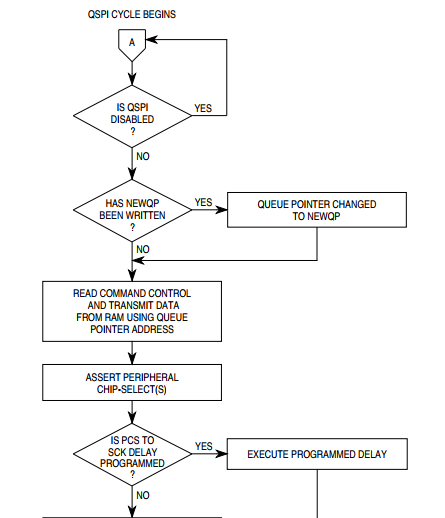 QSPI CYCLE BEGINS
A
IS QSPI
DISABLED
?
YES
NO
HAS NEWQP
BEEN WRITTEN
?
YES
QUEUE POINTER CHANGED
TO NEWQP
NO
READ COMMAND CONTROL
AND TRANSMIT DATA
FROM RAM USING QUEUE
POINTER ADDRESS
ASSERT PERIPHERAL
CHIP-SELECT(S)
IS PCS TO
SCK DELAY
PROGRAMMED
?
YES
EXECUTE PROGRAMMED DELAY
NO